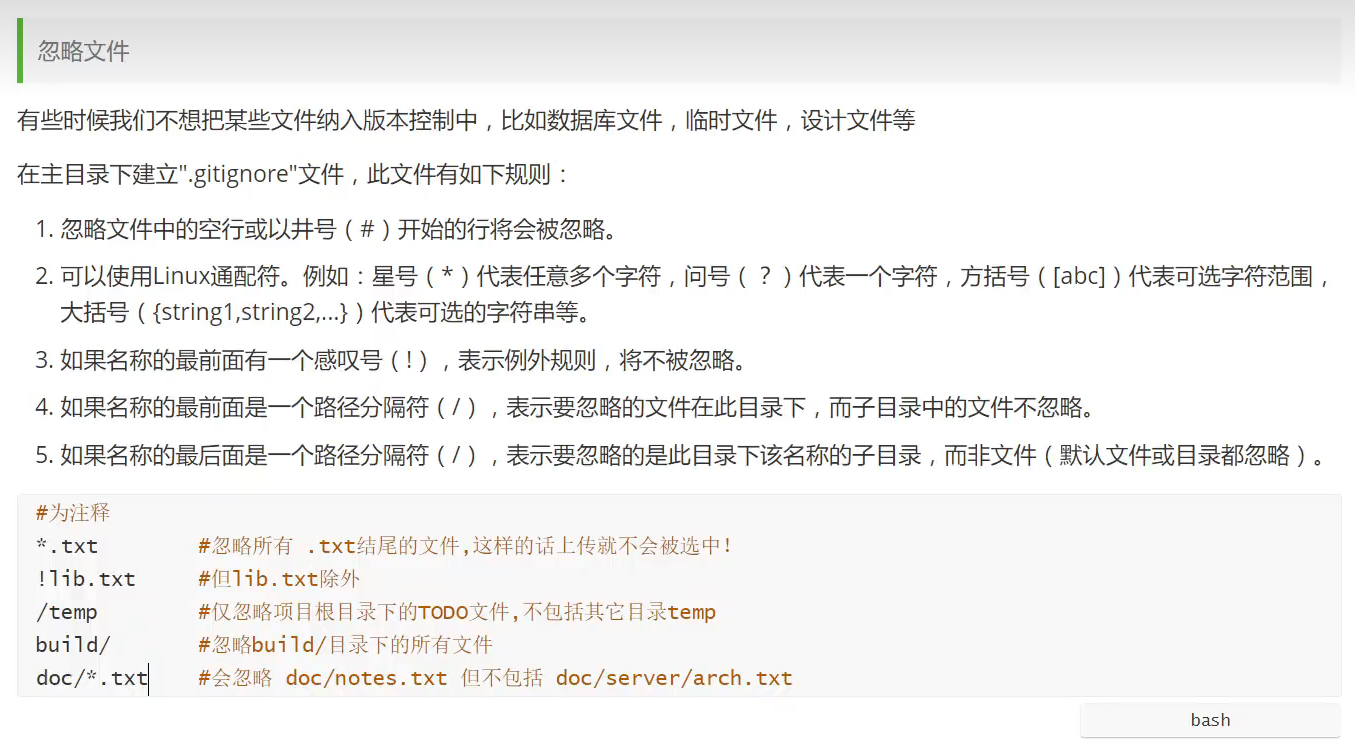 忽略文件
有些时候我们不想把某些文件纳入版本控制中，比如数据库文件，临时文件，设计文件等
在主目录下建立".gitignore"文件，此文件有如下规则：
1. 忽略文件中的空行或以井号（#）开始的行将会被忽略。
2. 可以使用Linux通配符。例如：星号（*）代表任意多个字符，问号（？）代表一个字符，方括号（[abc]）代表可选字符范围，
大括号（{string1,string2,...}）代表可选的字符串等。
3. 如果名称的最前面有一个感叹号（!），表示例外规则，将不被忽略。
4. 如果名称的最前面是一个路径分隔符（/），表示要忽略的文件在此目录下，而子目录中的文件不忽略。
5. 如果名称的最后面是一个路径分隔符（/），表示要忽略的是此目录下该名称的子目录，而非文件（默认文件或目录都忽略）。
#为注释
*.txt #忽略所有 .txt结尾的文件,这样的话上传就不会被选中！
!lib.txt #但lib.txt除外
/temp #仅忽略项目根目录下的TODO文件,不包括其它目录temp
build/ #忽略build/目录下的所有文件
doc/*.txt #会忽略 doc/notes.txt 但不包括 doc/server/arch.txt
bash